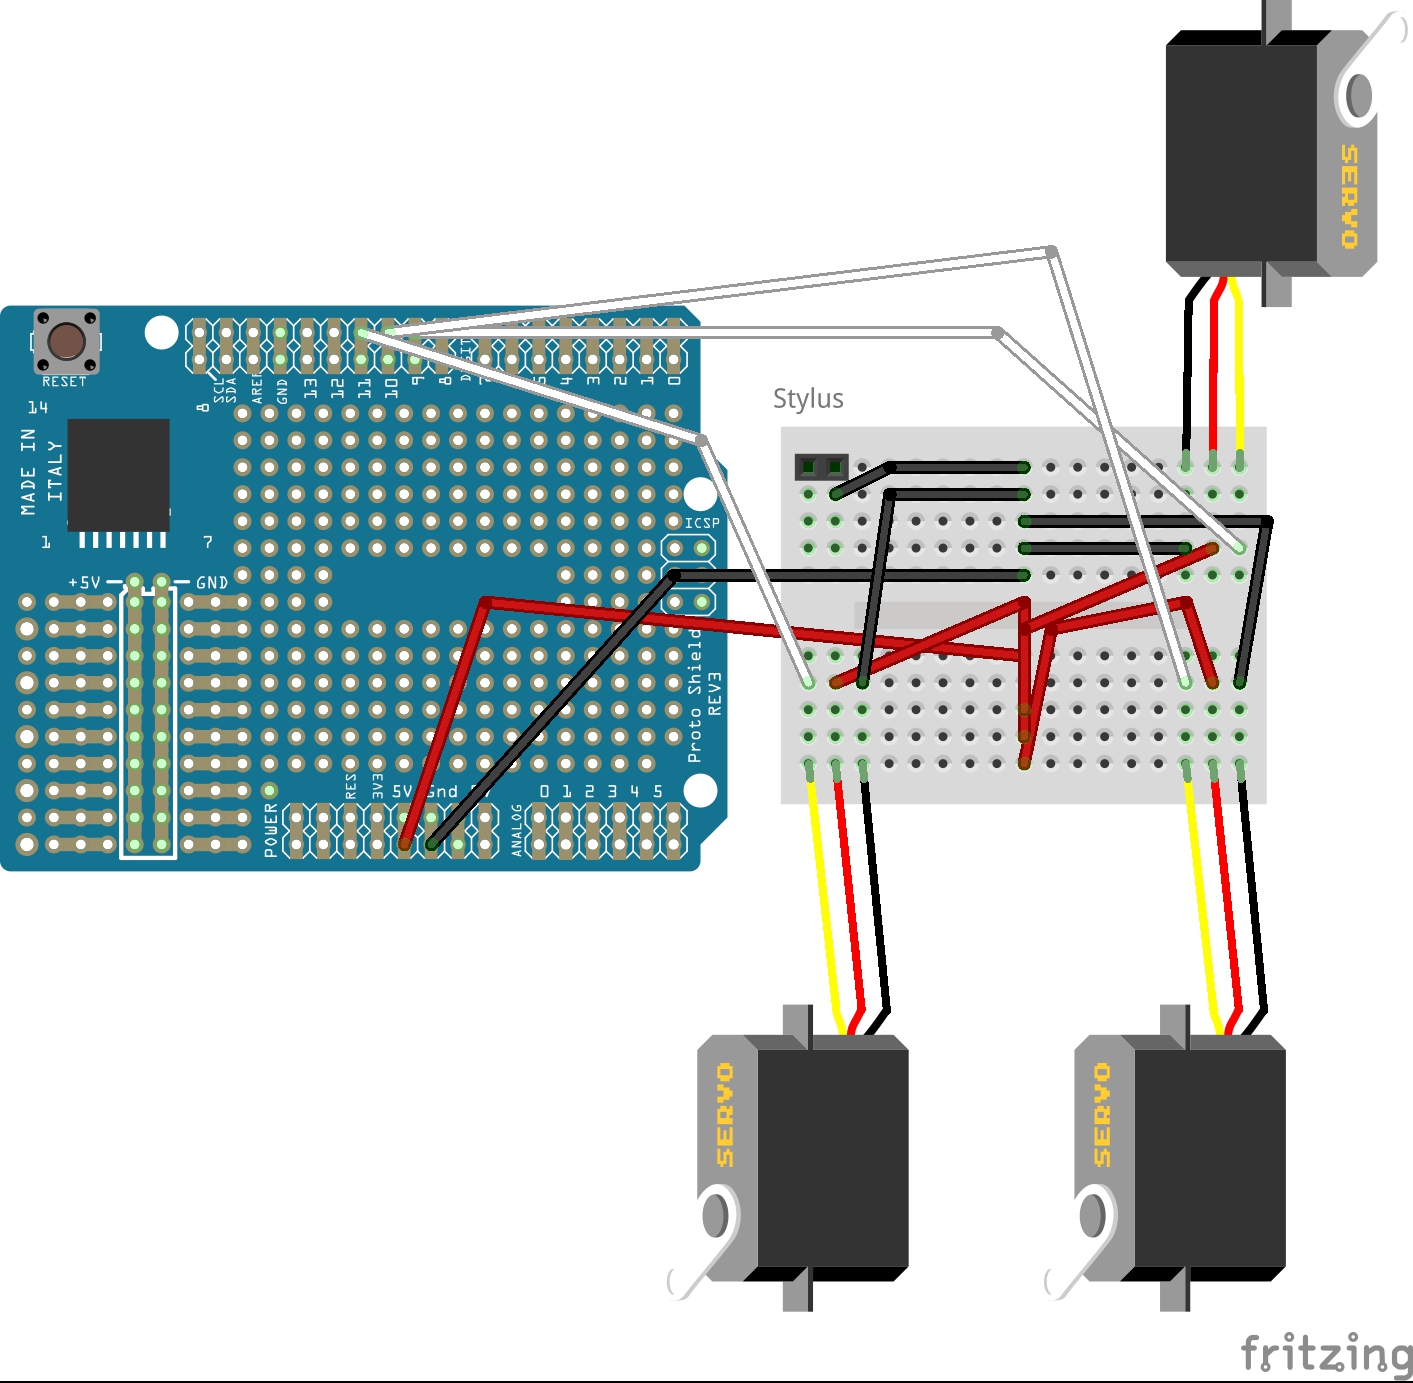 SERVO
RESET
SCL
SDA
AREF
GND
13
12
11
10
9
8
5
4
3
2
1
0
Stylus
14
8
MADE IN
ITALY
1
7
ICSP
+5V
GND
Proto Shield
REV3
RES
3V3
5V
Gnd
0 1 2 3 4 5
POWER
ANALOG
SERVO
SERVO
fritzing